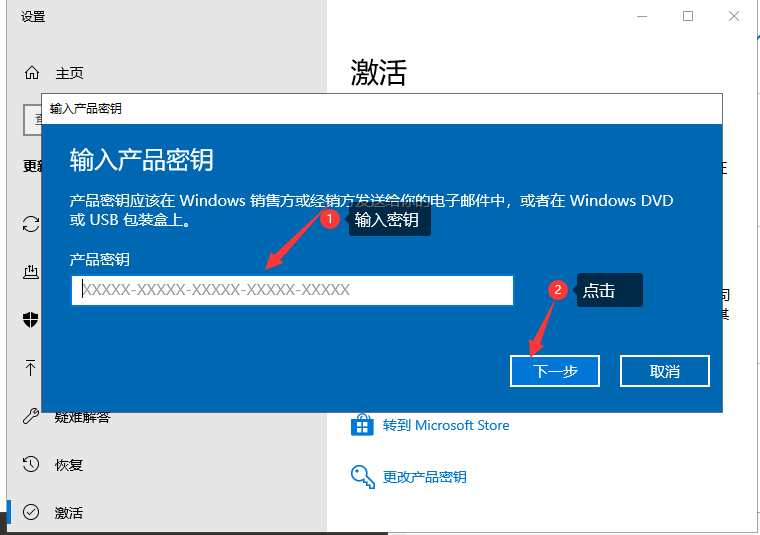 设置
主页
激活
输入产品密钥
更新
输入产品密钥
产品密钥应该在 Windows 销售方或经销方发送给你的电子邮件中，或者在 Windows DVD
或 USB 包装盒上。
1 输入密钥
产品密钥
XXXXX-XXXXX-XXXXX-XXXXX-XXXXX
2 点击
下一步
取消
疑难解答
转到 Microsoft Store
恢复
更改产品密钥
激活